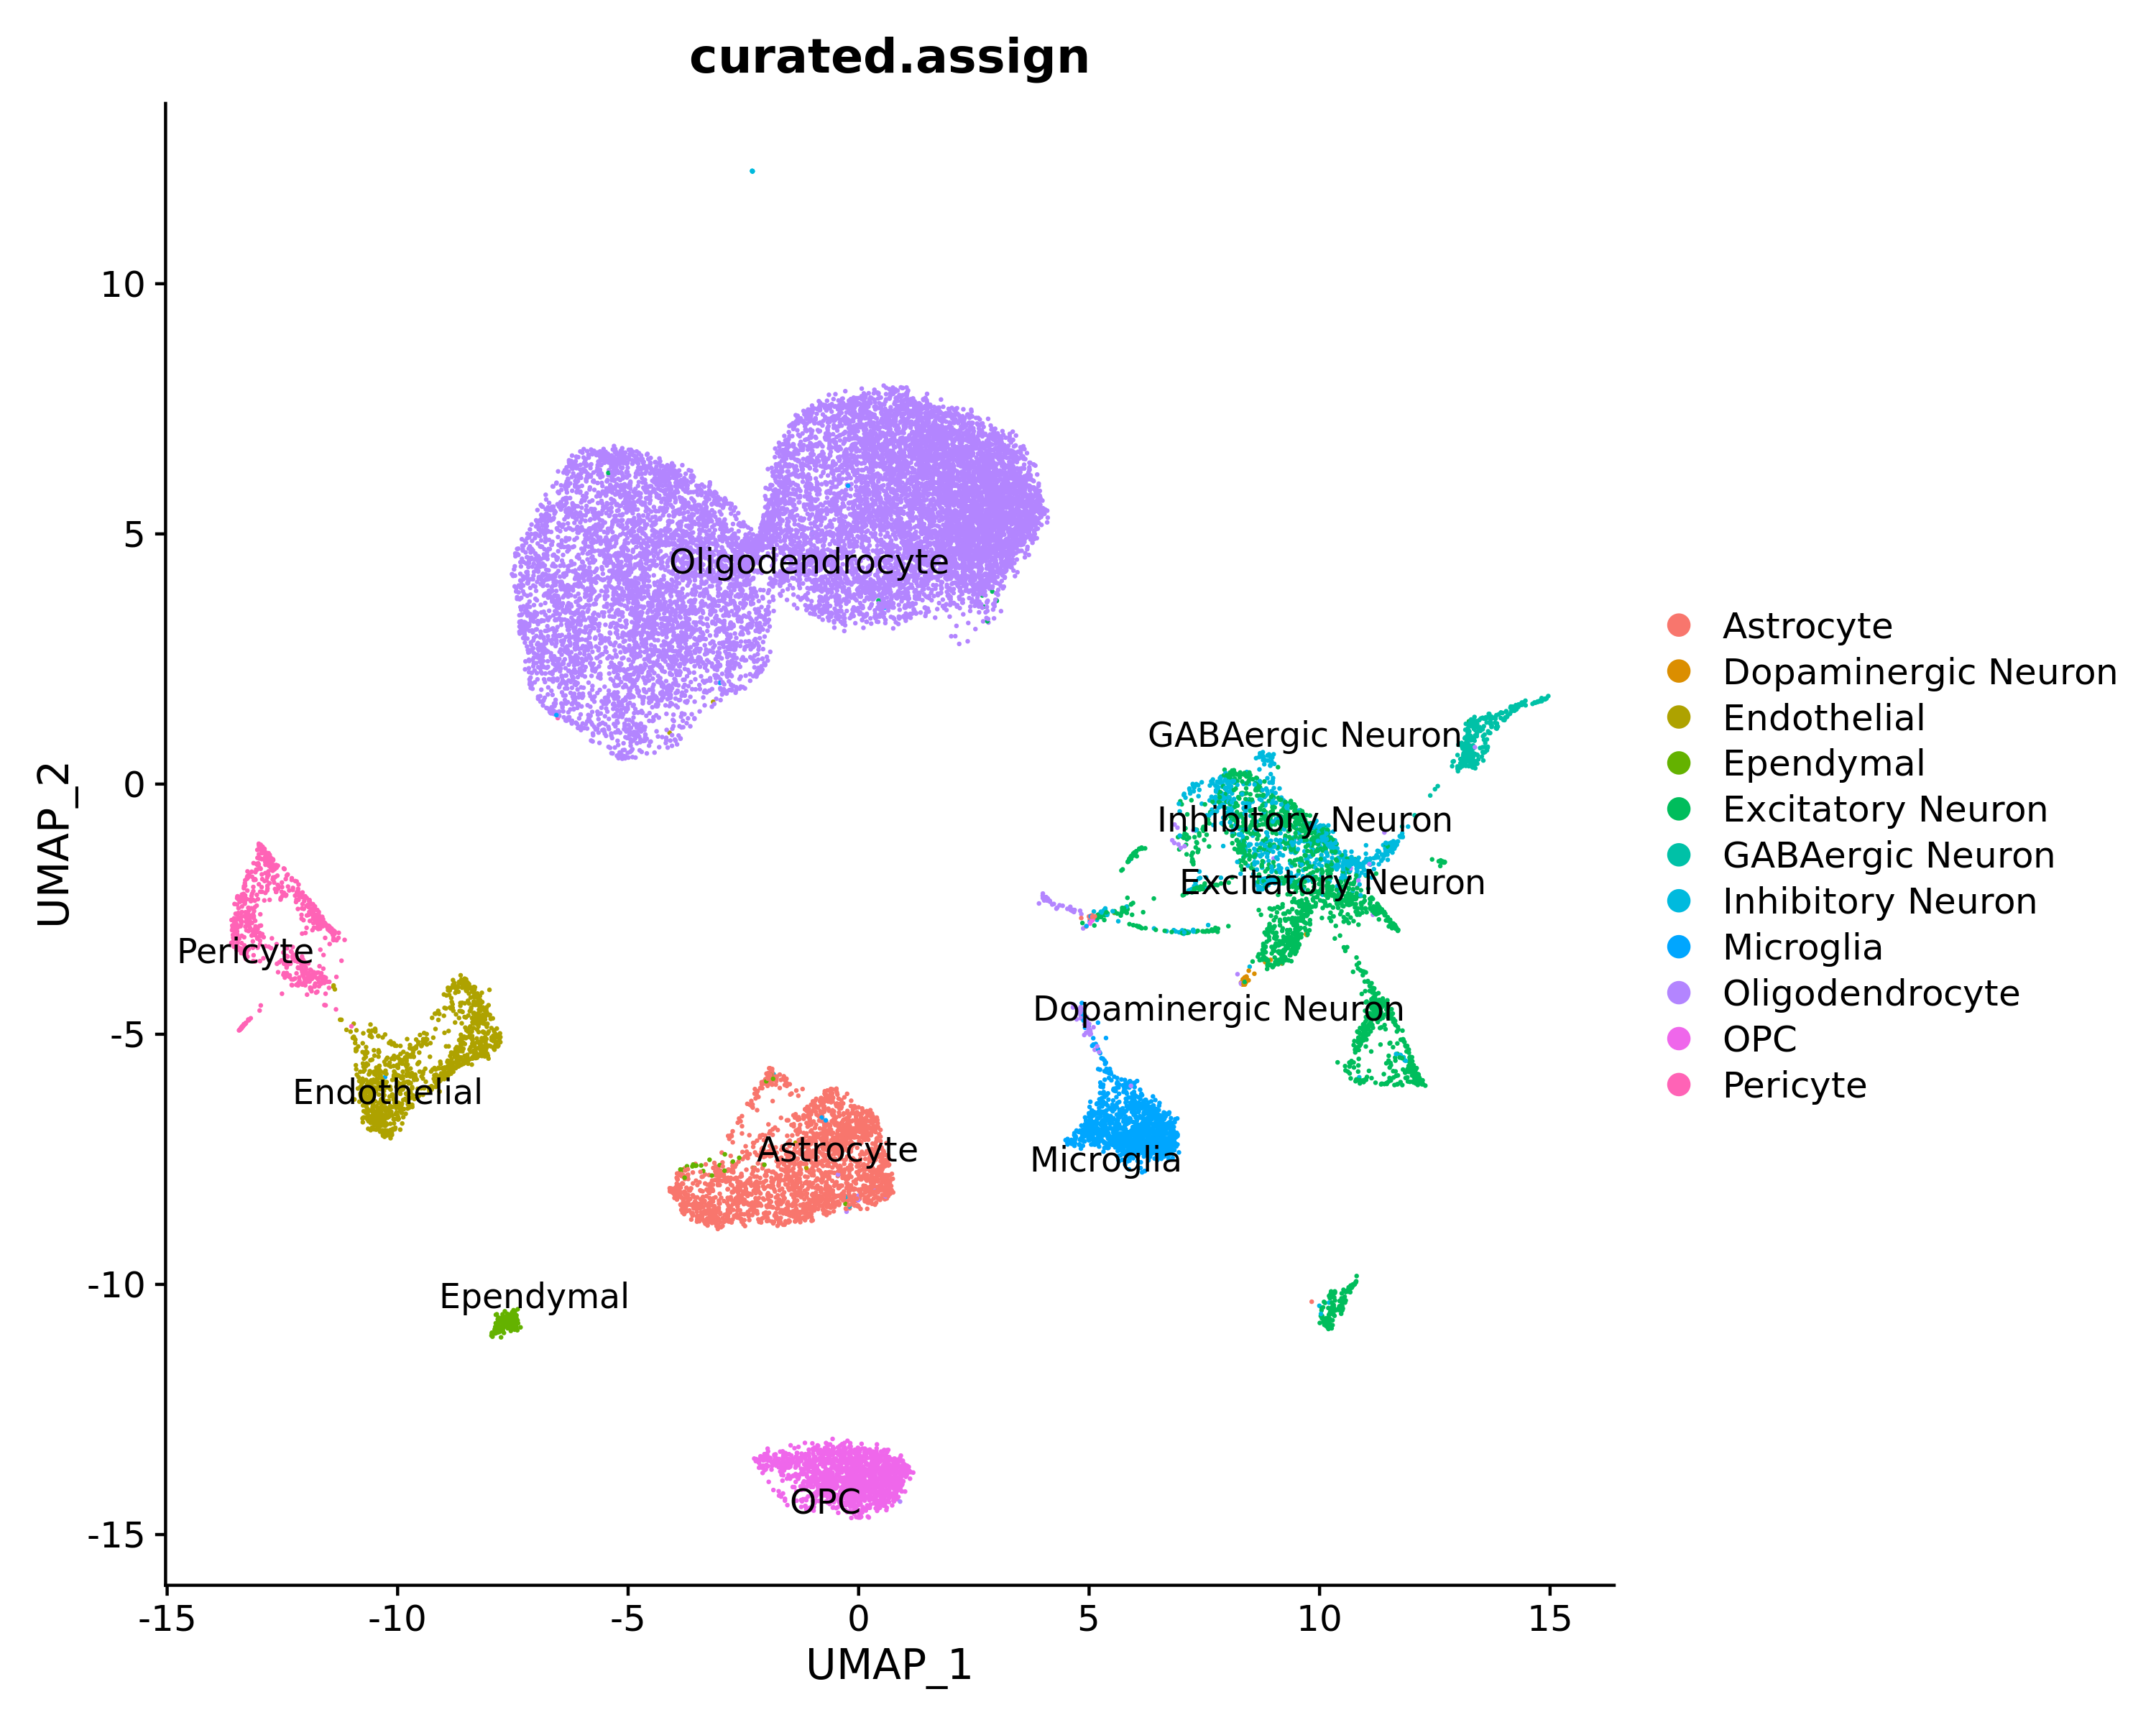 curated.assign
UMAP_2
10
5
0
-5
-10
-15
Oligodendrocyte
GABAergic Neuron
Inhibitory Neuron
Excitatory Neuron
Pericyte
Dopaminergic Neuron
Endothelial
Astrocyte
Microglia
Ependymal
OPC
-15 -10 -5 0 5 10 15
UMAP_1
Astrocyte
Dopaminergic Neuron
Endothelial
Ependymal
Excitatory Neuron
GABAergic Neuron
Inhibitory Neuron
Microglia
Oligodendrocyte
OPC
Pericyte